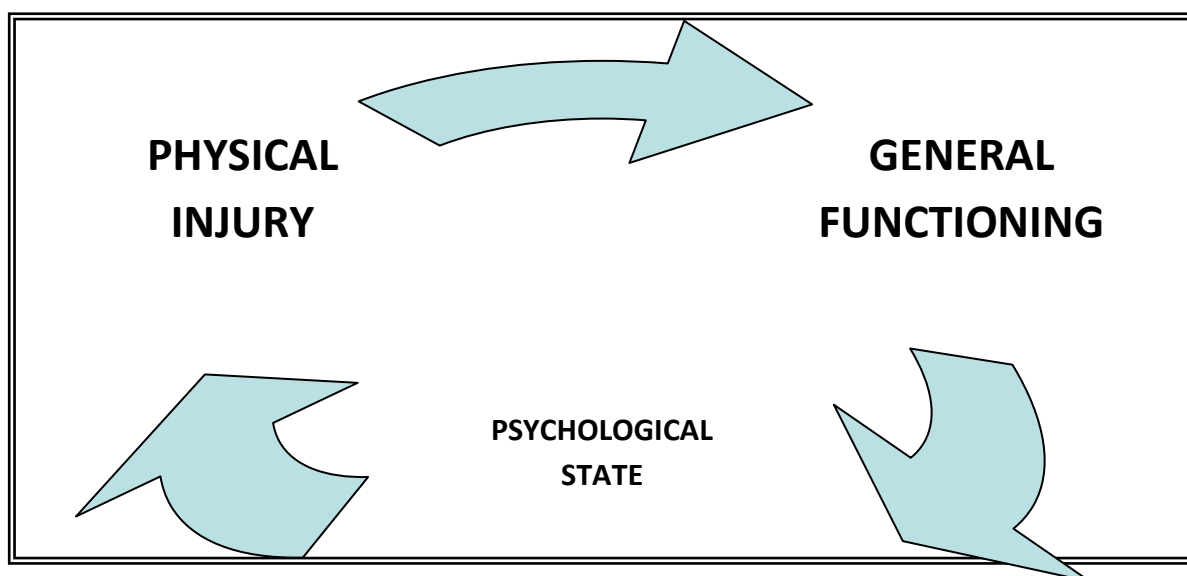 PHYSICAL
INJURY
GENERAL
FUNCTIONING
PSYCHOLOGICAL
STATE